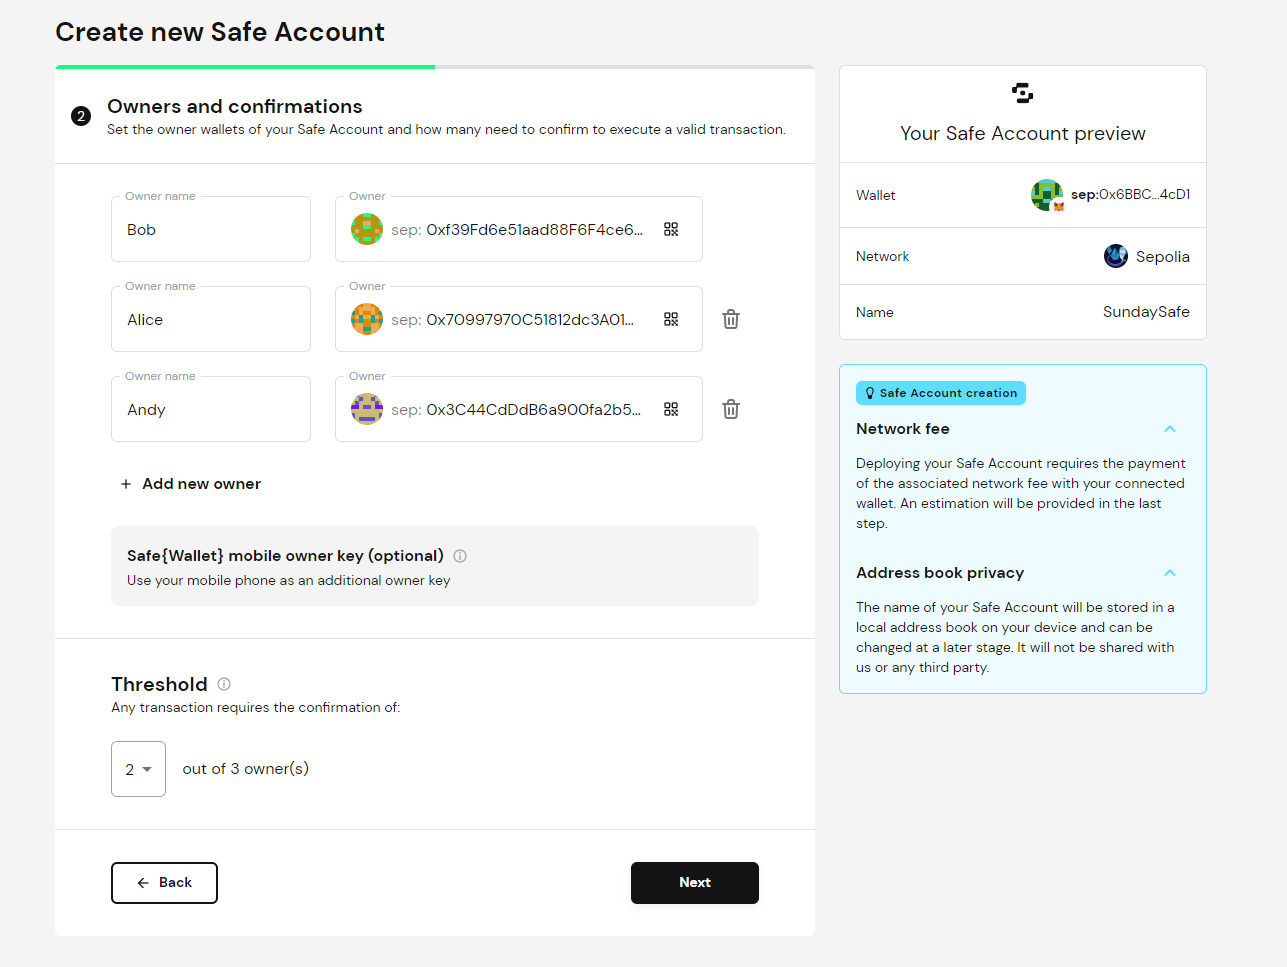 Create new Safe Account
2
Owners and confirmations
Set the owner wallets of your Safe Account and how many need to confirm to execute a valid transaction.
Owner name
Bob
Owner
sep: 0xf39Fd6e51aad88F6F4ce6...
Owner name
Alice
Owner
sep: 0x70997970C51812dc3A01...
Owner name
Andy
Owner
sep: 0x3C44CdDdB6a900fa2b5...
+ Add new owner
Safe{Wallet} mobile owner key (optional)
Use your mobile phone as an additional owner key
Threshold
Any transaction requires the confirmation of:
2
out of 3 owner(s)
Back
Next
Your Safe Account preview
Wallet
sep:0x6BBC...4cD1
Network
Sepolia
Name
SundaySafe
Safe Account creation
Network fee
Deploying your Safe Account requires the payment
of the associated network fee with your connected
wallet. An estimation will be provided in the last
step.
Address book privacy
The name of your Safe Account will be stored in a
local address book on your device and can be
changed at a later stage. It will not be shared with
us or any third party.